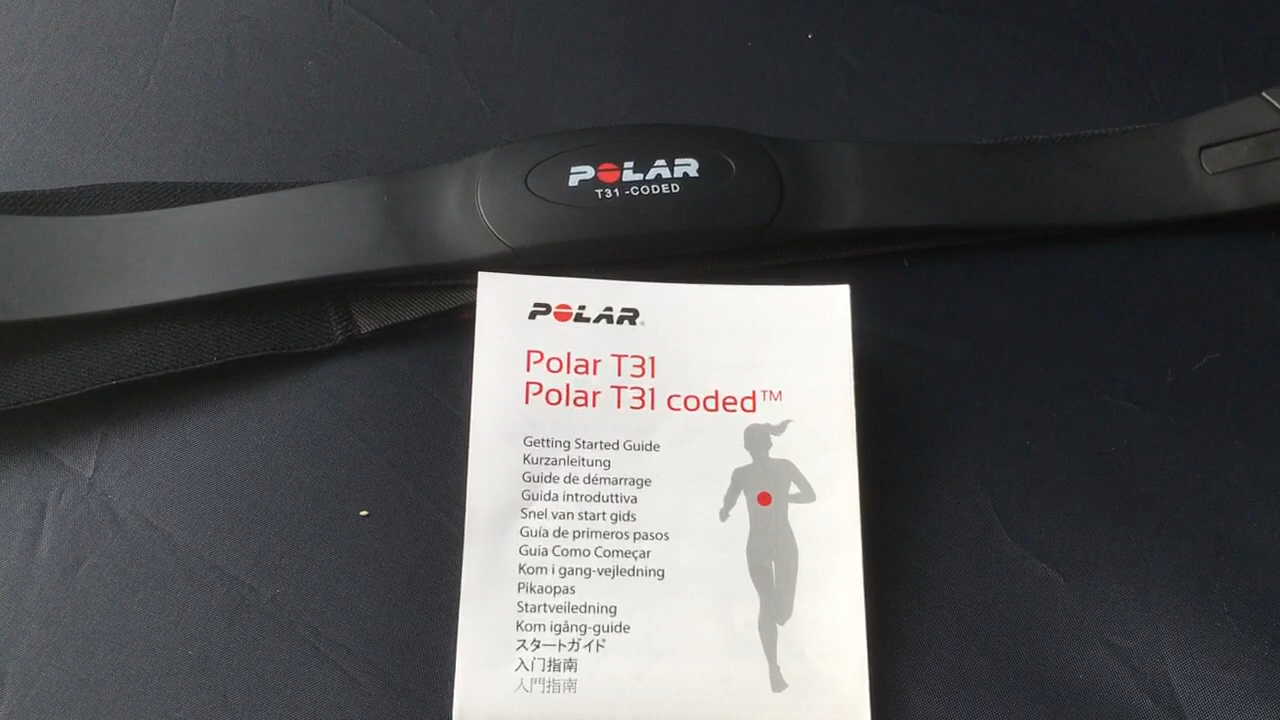 POLAR
T31 -CODED
POLAR®
Polar T31
Polar T31 coded™
Getting Started Guide
Kurzanleitung
Guide de démarrage
Guida introduttiva
Snel van start gids
Guía de primeros pasos
Guia Como Começar
Kom i gang-vejledning
Pikaopas
Startveiledning
Kom igång-guide
スタートガイド
入门指南
入門指南